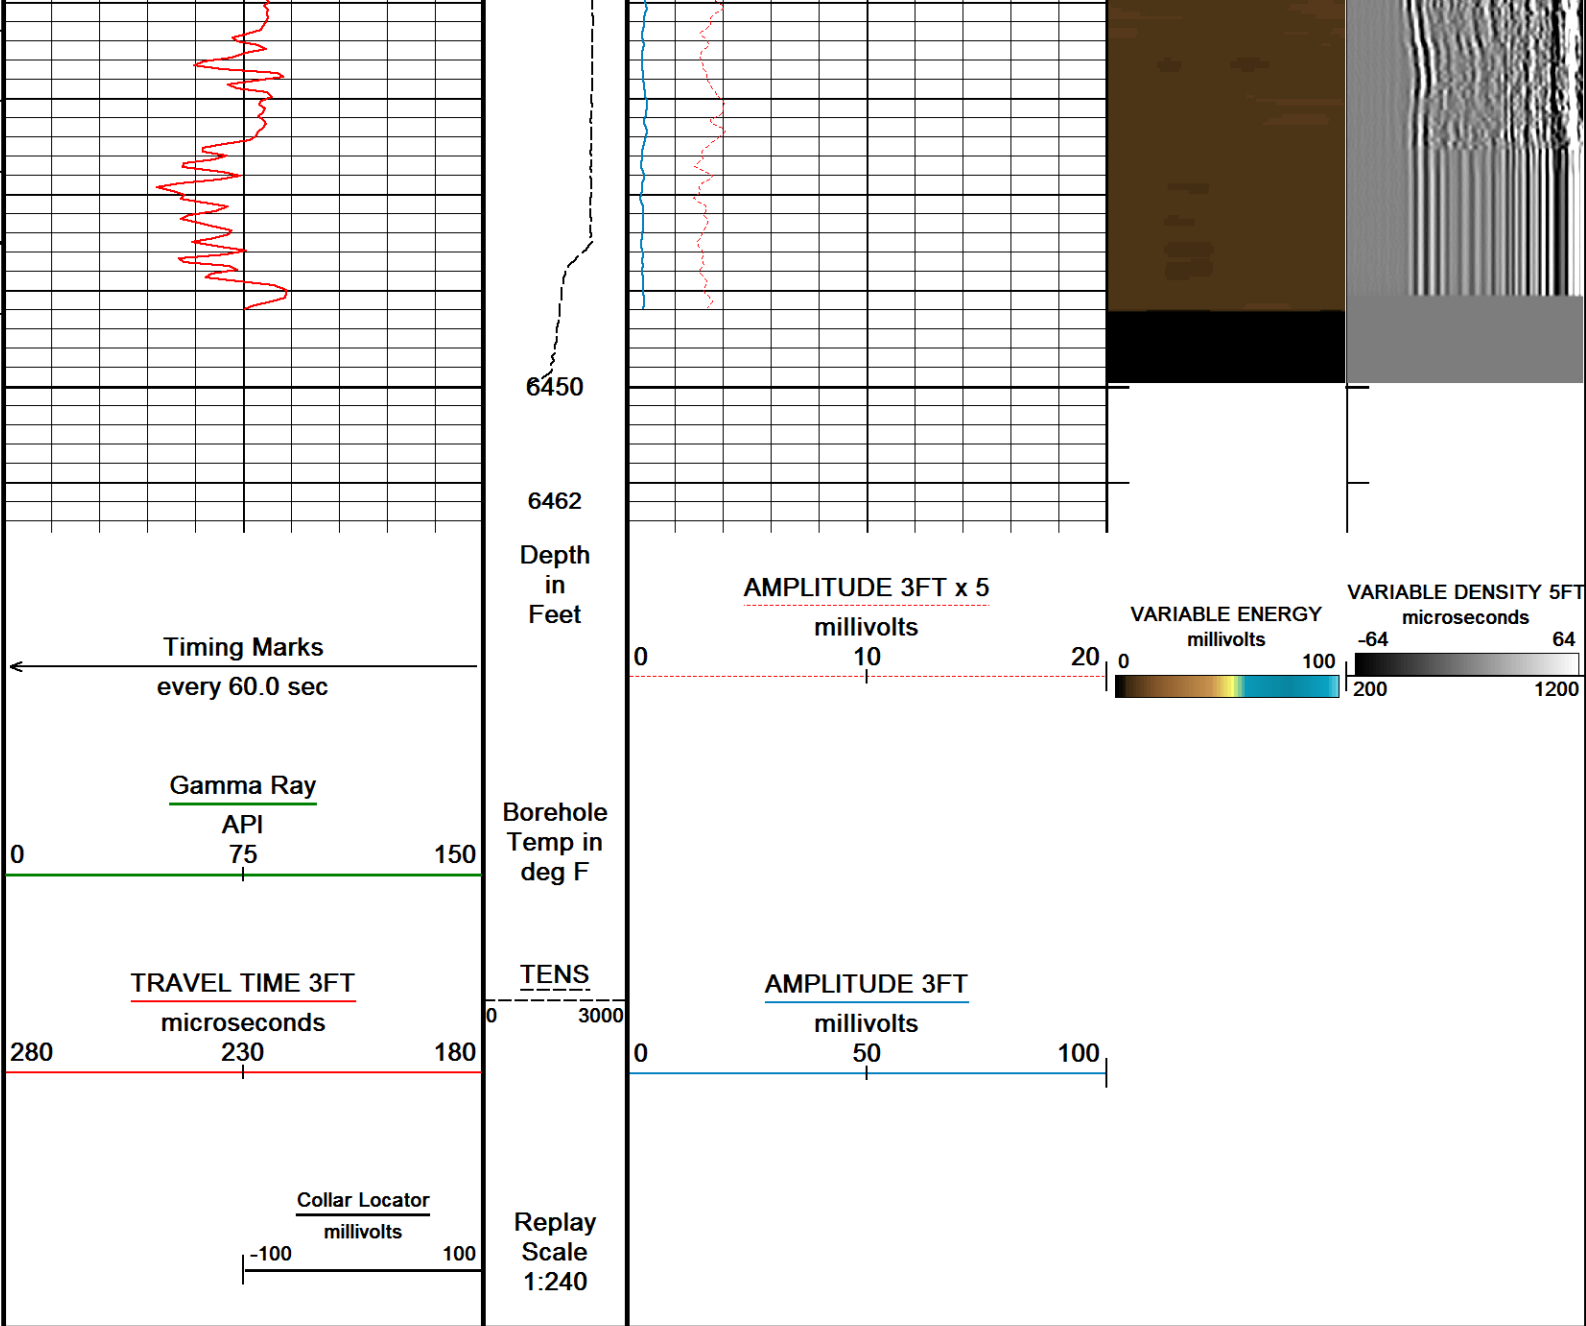 6450
6462
Depth
in
Feet
Timing Marks
every 60.0 sec
Gamma Ray
API
0 75 150
TRAVEL TIME 3FT
microseconds
280 230 180
Collar Locator
millivolts
-100 100
Borehole
Temp in
deg F
TENS
0 3000
Replay
Scale
1:240
AMPLITUDE 3FT x 5
millivolts
0 10 20
AMPLITUDE 3FT
millivolts
0 50 100
VARIABLE ENERGY
millivolts
0 100
VARIABLE DENSITY 5FT
microseconds
-64 64
200 1200